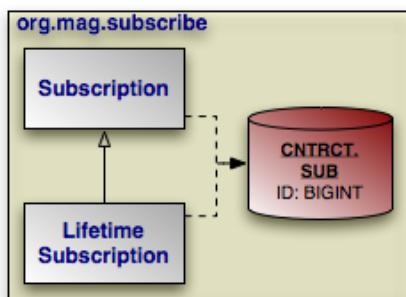 org.mag.subscribe
Subscription
CNTRCT.
SUB
ID: BIGINT
Lifetime
Subscription